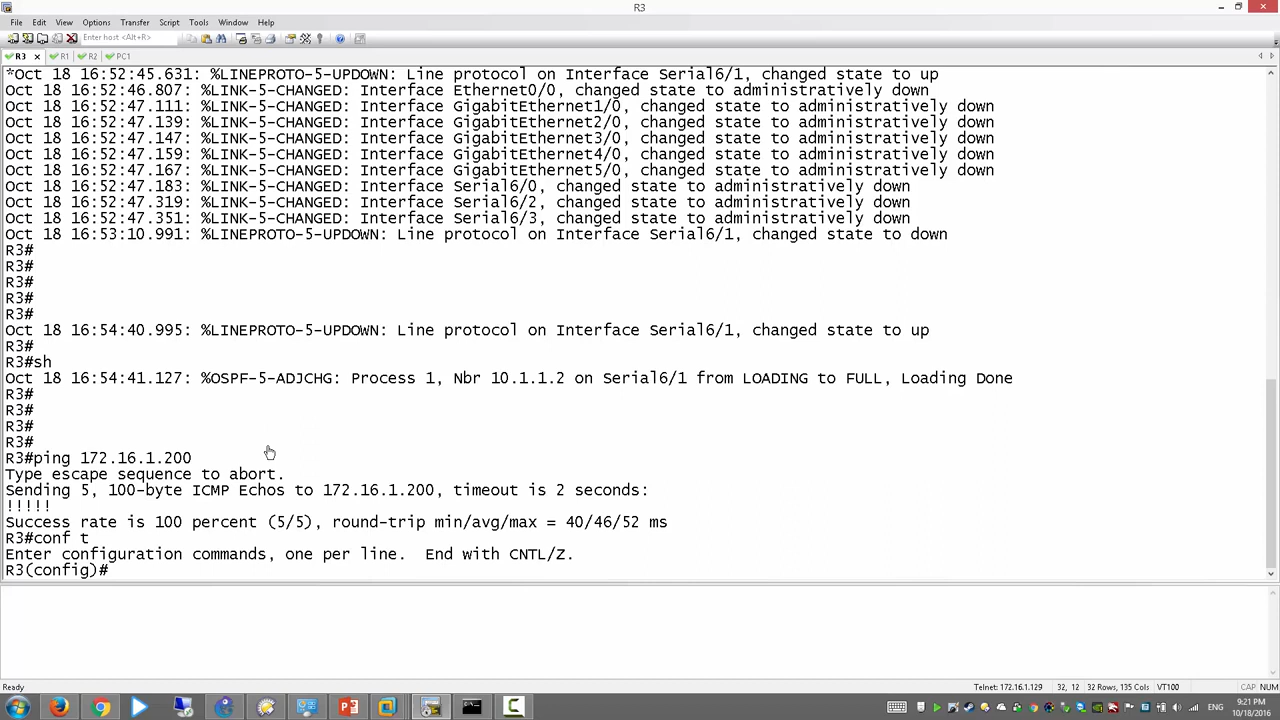 R3
File Edit View Options Transfer Script Tools Window Help
Enter host <Alt+R>
R3 R1 R2 PC1
*Oct 18 16:52:45.631: %LINEPROTO-5-UPDOWN: Line protocol on Interface Serial6/1, changed state to up
Oct 18 16:52:46.807: %LINK-5-CHANGED: Interface Ethernet0/0, changed state to administratively down
Oct 18 16:52:47.111: %LINK-5-CHANGED: Interface GigabitEthernet1/0, changed state to administratively down
Oct 18 16:52:47.139: %LINK-5-CHANGED: Interface GigabitEthernet2/0, changed state to administratively down
Oct 18 16:52:47.147: %LINK-5-CHANGED: Interface GigabitEthernet3/0, changed state to administratively down
Oct 18 16:52:47.159: %LINK-5-CHANGED: Interface GigabitEthernet4/0, changed state to administratively down
Oct 18 16:52:47.167: %LINK-5-CHANGED: Interface GigabitEthernet5/0, changed state to administratively down
Oct 18 16:52:47.183: %LINK-5-CHANGED: Interface Serial6/0, changed state to administratively down
Oct 18 16:52:47.319: %LINK-5-CHANGED: Interface Serial6/2, changed state to administratively down
Oct 18 16:52:47.351: %LINK-5-CHANGED: Interface Serial6/3, changed state to administratively down
Oct 18 16:53:10.991: %LINEPROTO-5-UPDOWN: Line protocol on Interface Serial6/1, changed state to down
R3#
R3#
R3#
R3#
R3#
Oct 18 16:54:40.995: %LINEPROTO-5-UPDOWN: Line protocol on Interface Serial6/1, changed state to up
R3#
R3#sh
Oct 18 16:54:41.127: %OSPF-5-ADJCHG: Process 1, Nbr 10.1.1.2 on Serial6/1 from LOADING to FULL, Loading Done
R3#
R3#
R3#
R3#
R3#ping 172.16.1.200
Type escape sequence to abort.
Sending 5, 100-byte ICMP Echos to 172.16.1.200, timeout is 2 seconds:
!!!!!
Success rate is 100 percent (5/5), round-trip min/avg/max = 40/46/52 ms
R3#conf t
Enter configuration commands, one per line.  End with CNTL/Z.
R3(config)#
Ready
Telnet: 172.16.1.129 32, 12 32 Rows, 135 Cols VT100 CAP NUM
ENG 9:21 PM
10/18/2016